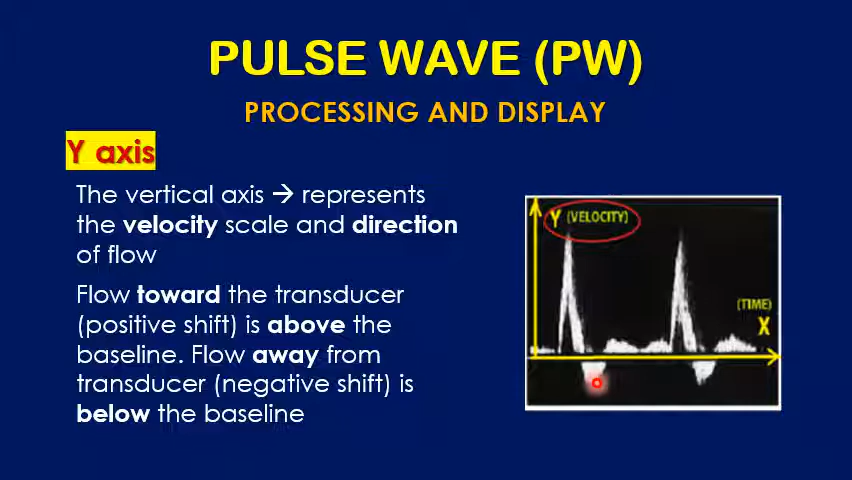 PULSE WAVE (PW)
PROCESSING AND DISPLAY
Y axis
The vertical axis → represents
the velocity scale and direction
of flow
Flow toward the transducer
(positive shift) is above the
baseline. Flow away from
transducer (negative shift) is
below the baseline
Y (VELOCITY)
(TIME)
X